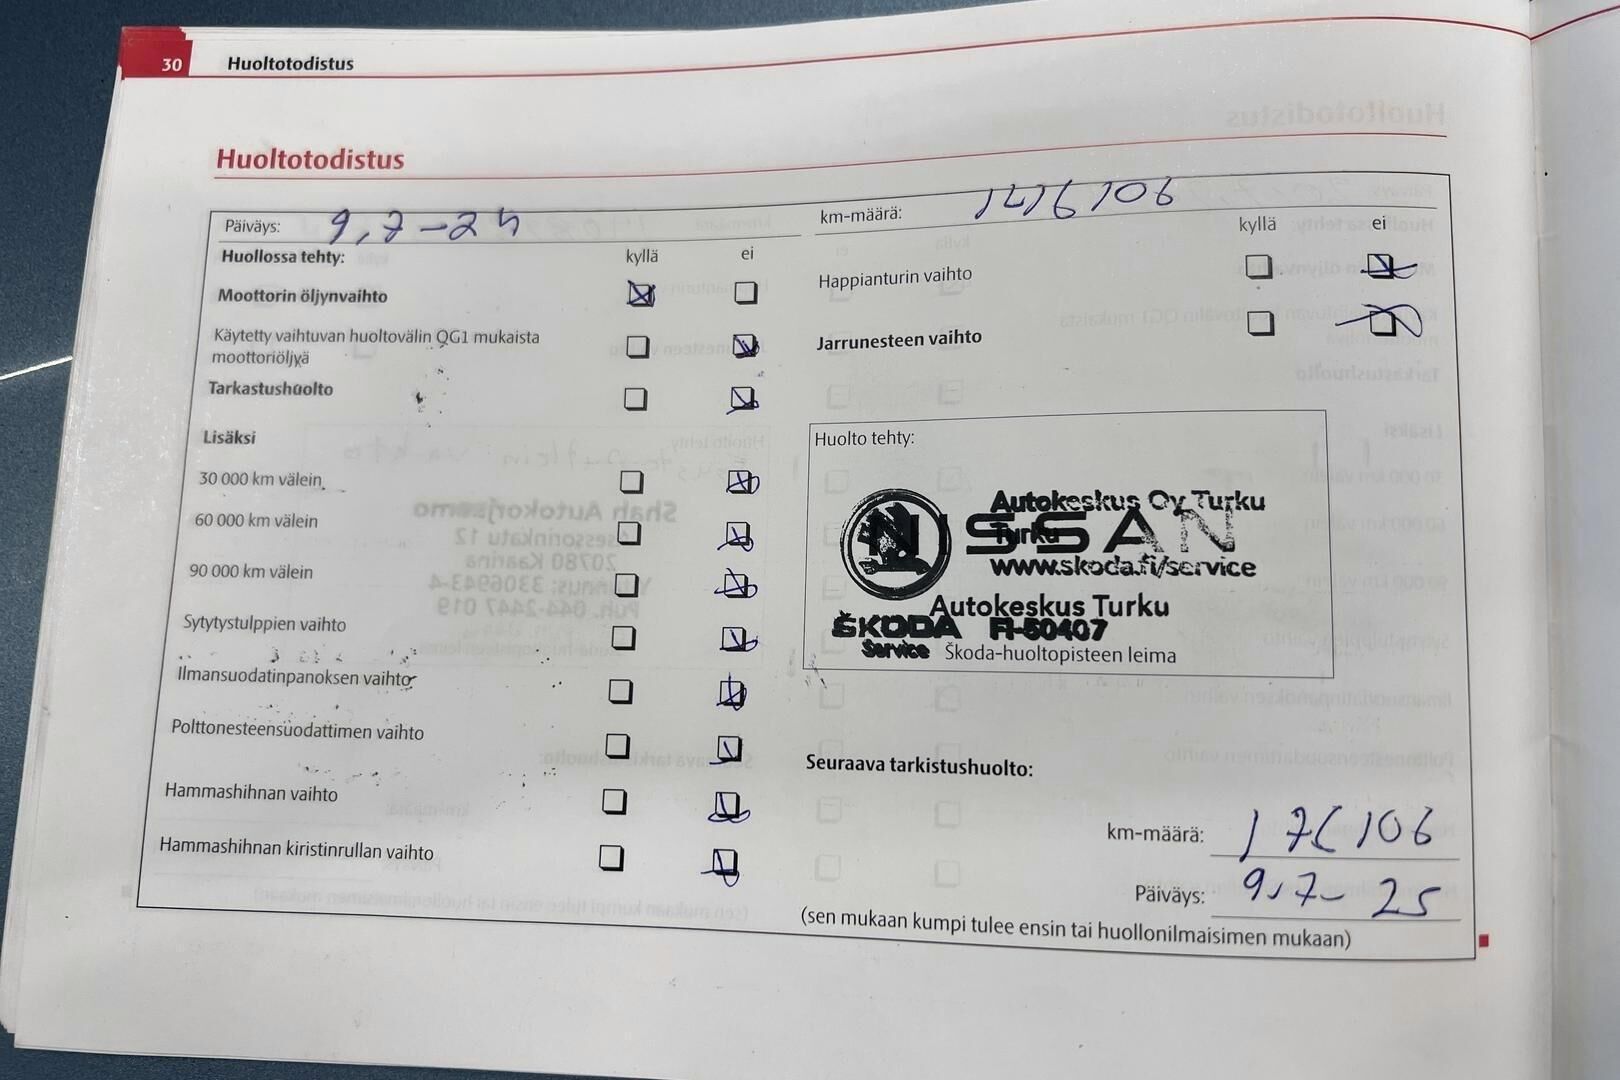 30 Huoltotodistus
Huoltotodistus
Päiväys: 9,7-24
Huollossa tehty: kyllä ei
Moottorin öljynvaihto
Käytetty vaihtuvan huoltovälin QG1 mukaista
moottoriöljyä
Tarkastushuolto
Lisäksi
30 000 km välein
60 000 km välein
90 000 km välein
Sytytystulppien vaihto
Ilmansuodatinpanoksen vaihto
Polttonesteensuodattimen vaihto
Hammashihnan vaihto
Hammashihnan kiristinrullan vaihto
km-määrä:
kyllä ei
Happianturin vaihto
Jarrunesteen vaihto
Huolto tehty:
Autokeskus Oy Turku
NISSAN
Turku
www.skoda.fi/service
Autokeskus Turku
ŠKODA FI-50407
Service Škoda-huoltopisteen leima
Seuraava tarkistushuolto:
km-määrä: 176106
Päiväys: 9,7-25
(sen mukaan kumpi tulee ensin tai huollonilmaisimen mukaan)